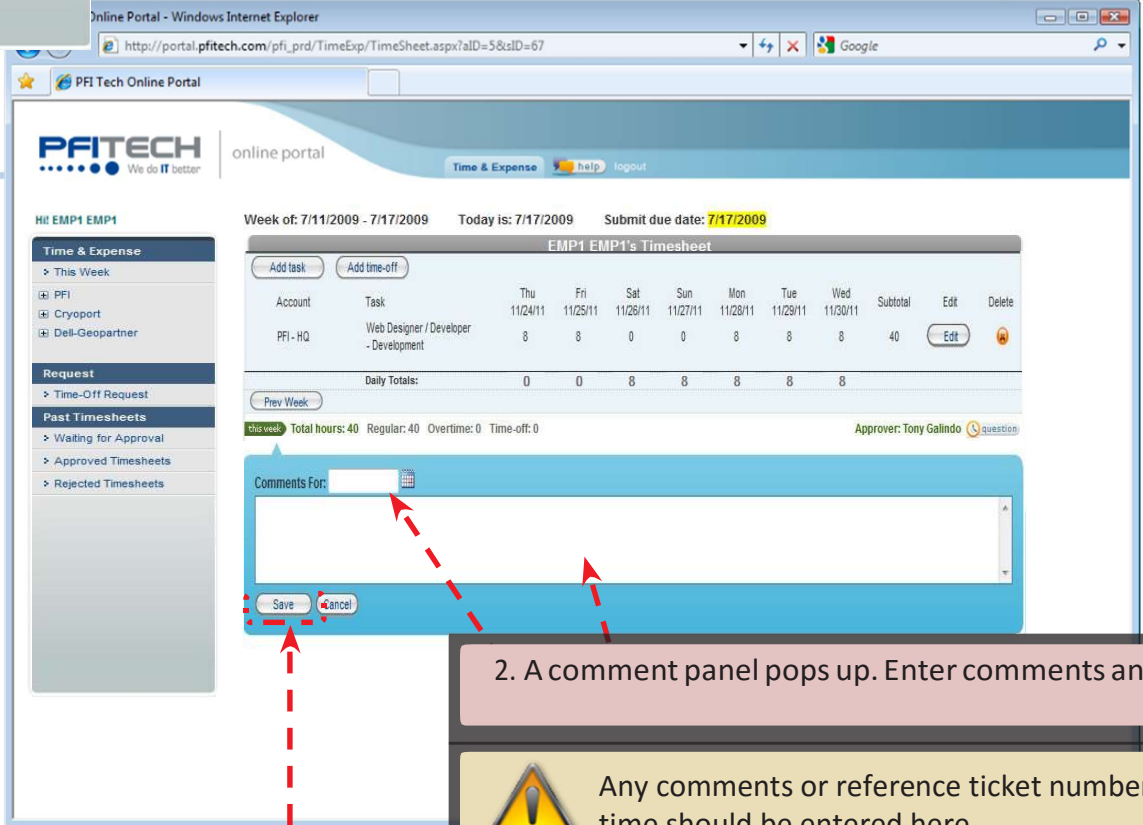 Online Portal - Windows Internet Explorer
http://portal.pfitech.com/pfi_prd/TimeExp/TimeSheet.aspx?aID=5&sID=67
Google
PFI Tech Online Portal
PFITECH
We do IT better
online portal
Time & Expense help logout
Hi! EMP1 EMP1
Week of: 7/11/2009 - 7/17/2009 Today is: 7/17/2009 Submit due date: 7/17/2009
Time & Expense
This Week
PFI
Cryoport
Dell-Geopartner
Request
Time-Off Request
Past Timesheets
Waiting for Approval
Approved Timesheets
Rejected Timesheets
EMP1 EMP1's Timesheet
Add task Add time-off
Account Task Thu 11/24/11 Fri 11/25/11 Sat 11/26/11 Sun 11/27/11 Mon 11/28/11 Tue 11/29/11 Wed 11/30/11 Subtotal Edit Delete
PFI - HQ Web Designer / Developer - Development 8 8 0 0 8 8 8 40 Edit
Daily Totals: 0 0 8 8 8 8 8
Prev Week
this week Total hours: 40 Regular: 40 Overtime: 0 Time-off: 0 Approver: Tony Galindo question
Comments For:
Save Cancel
2. A comment panel pops up. Enter comments an
Any comments or reference ticket number
time should be entered here